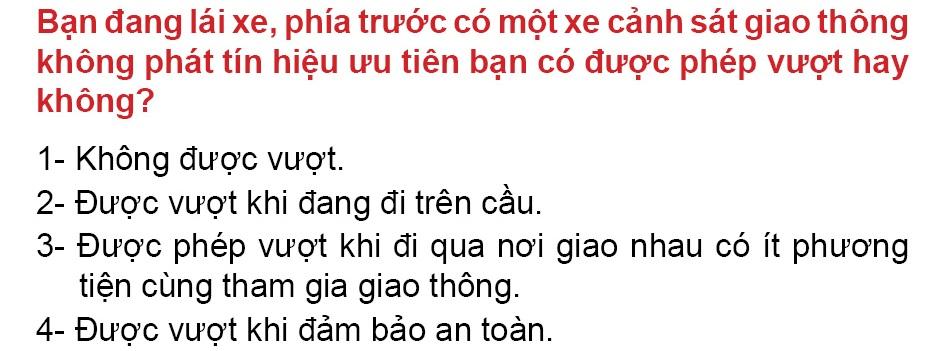 Bạn đang lái xe, phía trước có một xe cảnh sát giao thông
không phát tín hiệu ưu tiên bạn có được phép vượt hay
không?
1- Không được vượt.
2- Được vượt khi đang đi trên cầu.
3- Được phép vượt khi đi qua nơi giao nhau có ít phương
tiện cùng tham gia giao thông.
4- Được vượt khi đảm bảo an toàn.